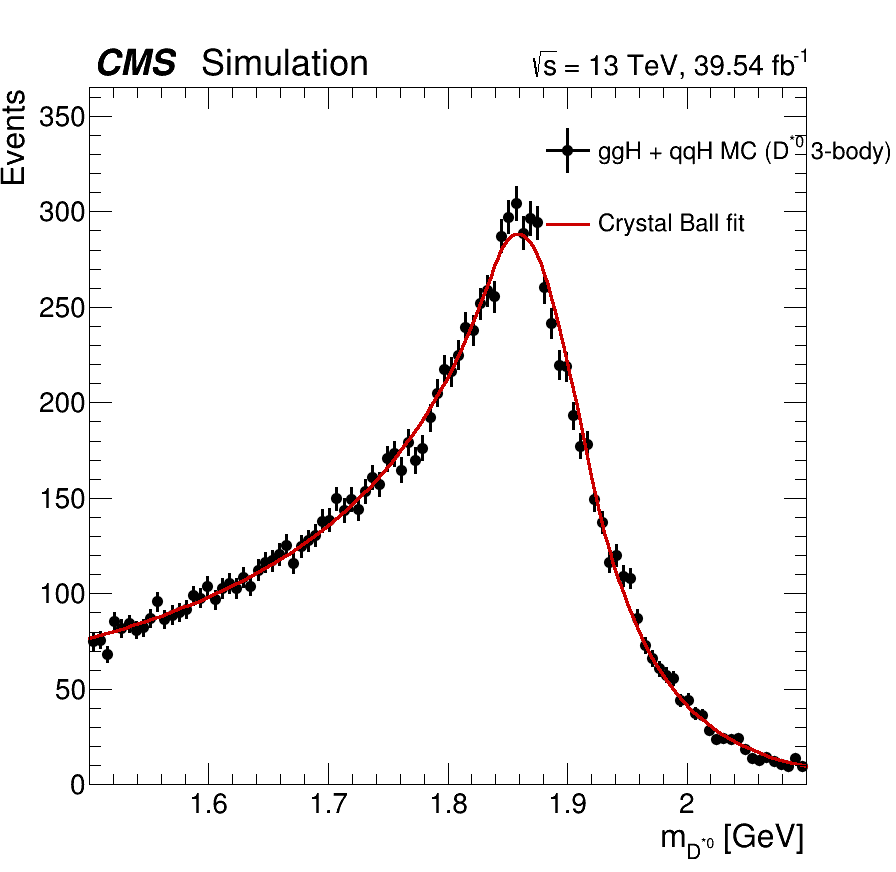 CMS Simulation
√s = 13 TeV, 39.54 fb⁻¹
Events
350
300
250
200
150
100
50
0
ggH + qqH MC (D*⁰ 3-body)
Crystal Ball fit
1.6 1.7 1.8 1.9 2
m_D*⁰ [GeV]